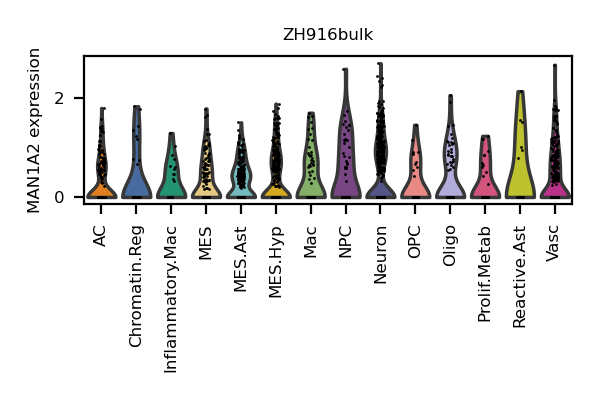 ZH916bulk
MAN1A2 expression
2
0
AC
Chromatin.Reg
Inflammatory.Mac
MES
MES.Ast
MES.Hyp
Mac
NPC
Neuron
OPC
Oligo
Prolif.Metab
Reactive.Ast
Vasc